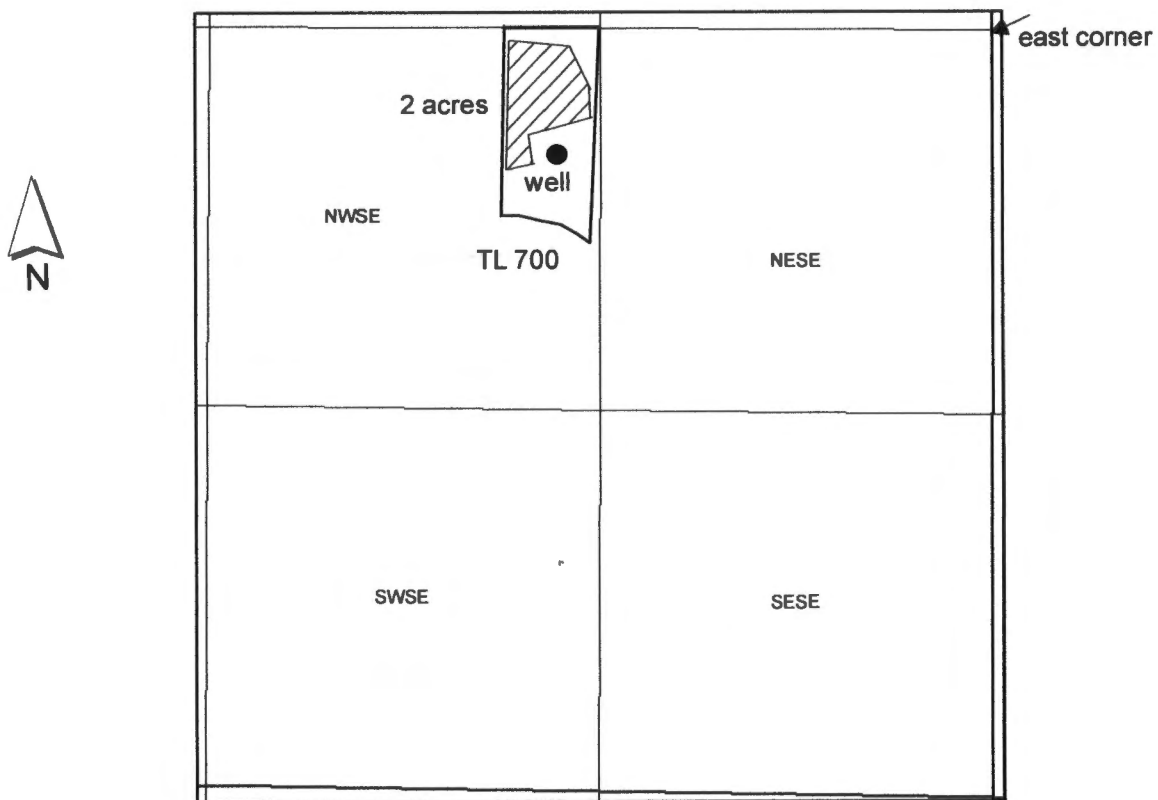 east corner
2 acres
well
NWSE
N
TL 700
NESE
SWSE
SESE